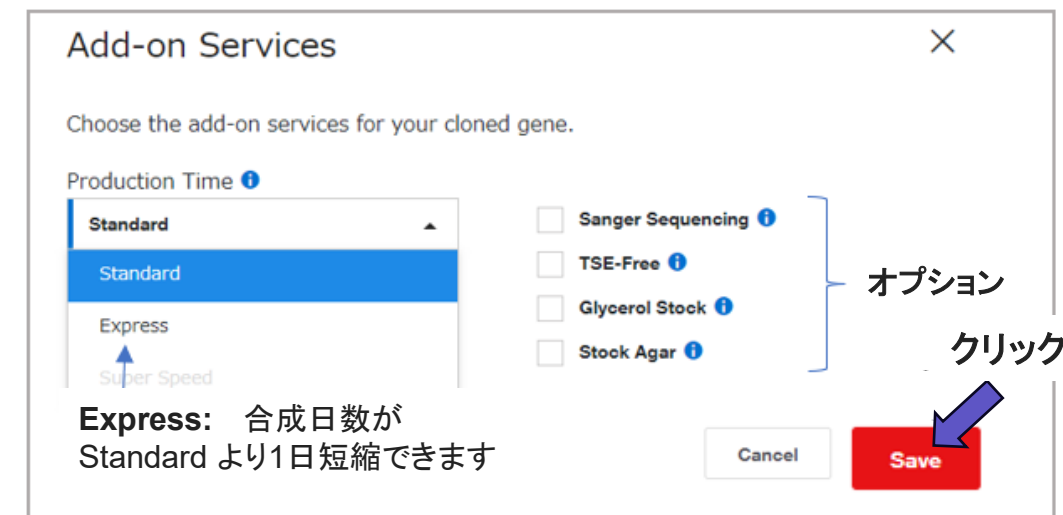 Add-on Services
Choose the add-on services for your cloned gene.
Production Time
Standard
Standard
Express
Super Speed
Express: 合成日数が
Standard より1日短縮できます
Sanger Sequencing
TSE-Free
Glycerol Stock
Stock Agar
オプション
クリック
Cancel
Save